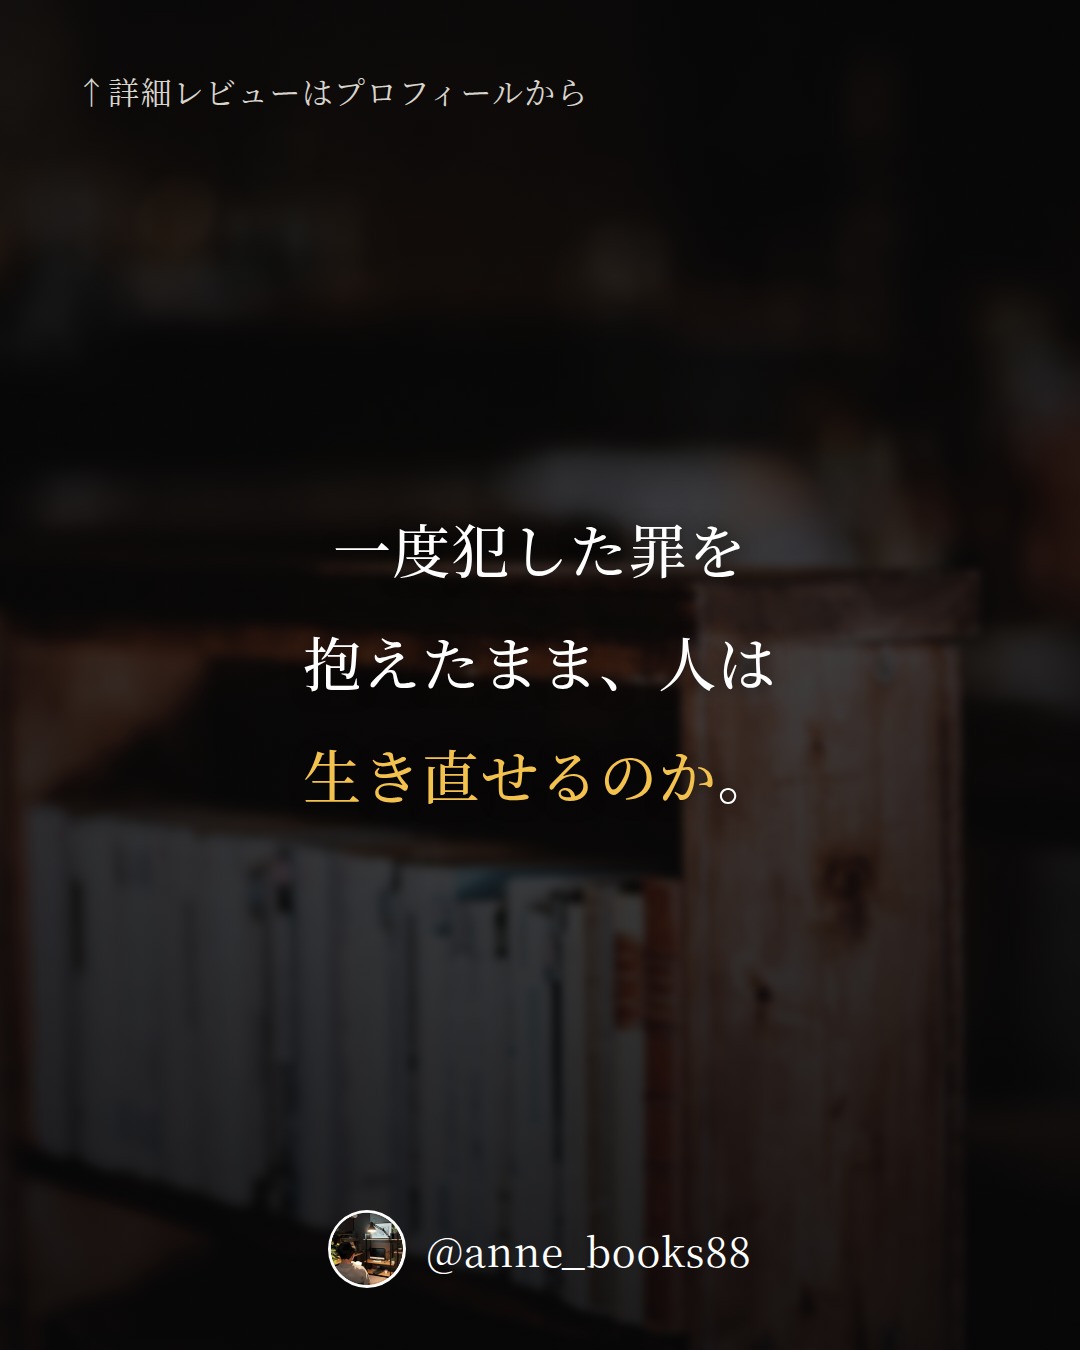 ↑詳細レビューはプロフィールから
一度犯した罪を
抱えたまま、人は
生き直せるのか。
@anne_books88